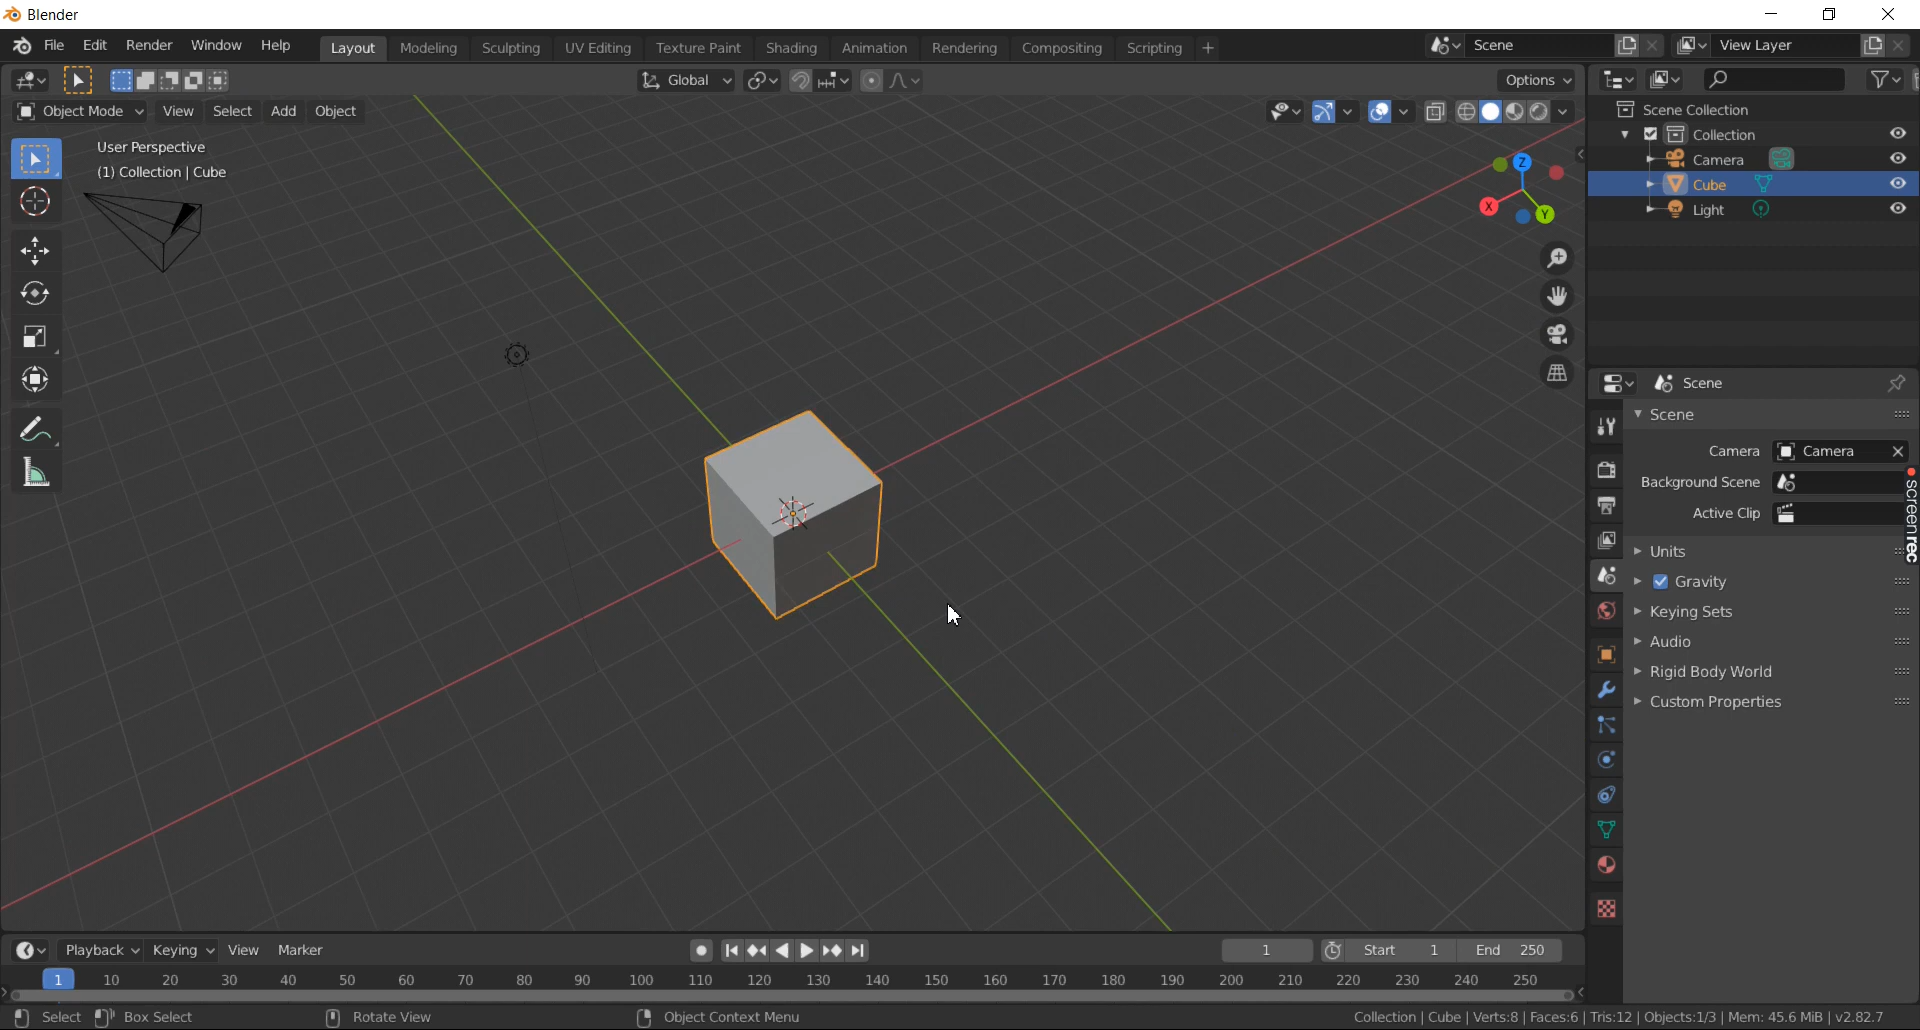 Blender
File Edit Render Window Help Layout Modeling Sculpting UV Editing Texture Paint Shading Animation Rendering Compositing Scripting + Scene View Layer
Global Options
Object Mode View Select Add Object
User Perspective
(1) Collection | Cube
Z
X
Y
Scene Collection
Collection
Camera
Cube
Light
Scene
Scene
Camera Camera
Background Scene
Active Clip
Units
Gravity
Keying Sets
Audio
Rigid Body World
Custom Properties
screenrec
Playback Keying View Marker 1 Start 1 End 250
1 10 20 30 40 50 60 70 80 90 100 110 120 130 140 150 160 170 180 190 200 210 220 230 240 250
Select Box Select Rotate View Object Context Menu Collection | Cube | Verts:8 | Faces:6 | Tris:12 | Objects:1/3 | Mem: 45.6 MiB | v2.82.7